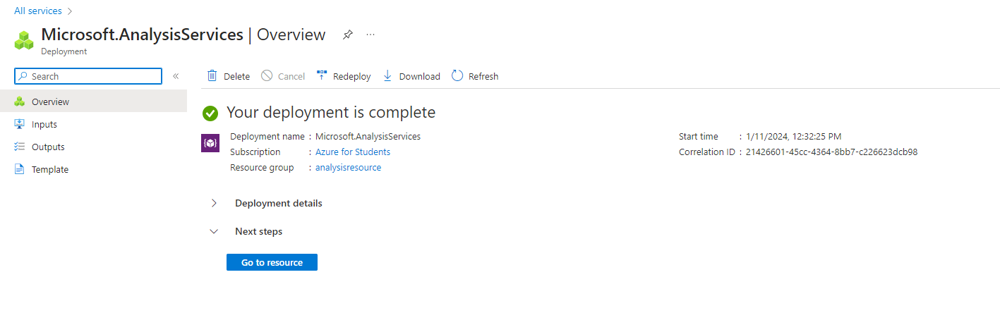 All services >
Microsoft.AnalysisServices | Overview ...
Deployment
Search «
Delete Cancel Redeploy Download Refresh
Overview
Inputs
Outputs
Template
Your deployment is complete
Deployment name : Microsoft.AnalysisServices
Subscription : Azure for Students
Resource group : analysisresource
Start time : 1/11/2024, 12:32:25 PM
Correlation ID : 21426601-45cc-4364-8bb7-c226623dcb98
Deployment details
Next steps
Go to resource